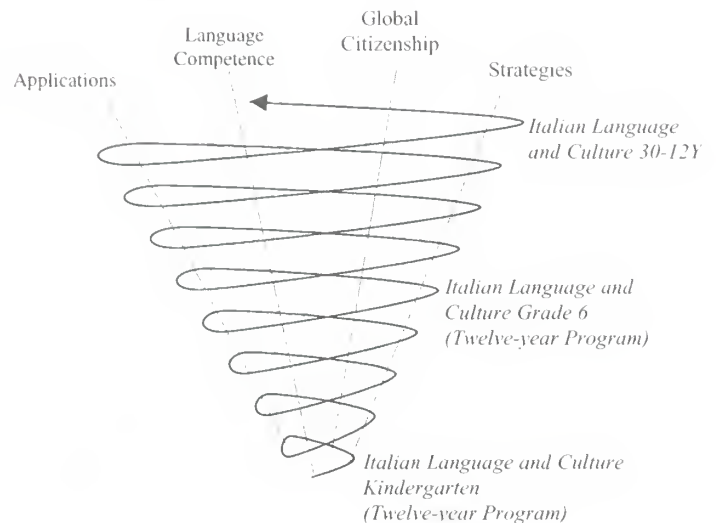 Global
Citizenship
Language
Competence
Strategies
Applications
Italian Language
and Culture 30-12Y
Italian Language and
Culture Grade 6
(Twelve-year Program)
Italian Language and Culture
Kindergarten
(Twelve-year Program)